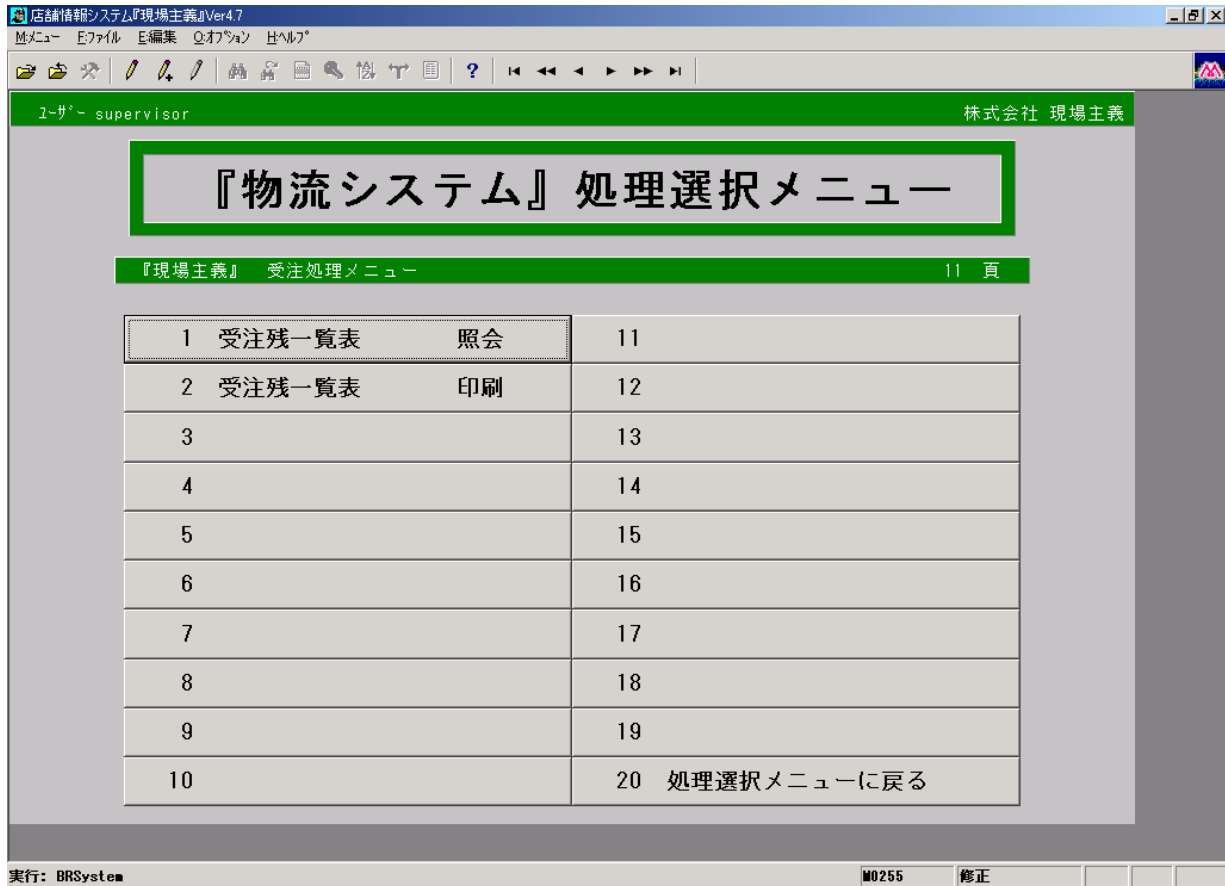 店舗情報システム『現場主義』Ver4.7
M:メニュー F:ファイル E:編集 O:オプション H:ヘルプ
ユーザー supervisor 株式会社 現場主義
『物流システム』処理選択メニュー
『現場主義』 受注処理メニュー 11 頁
1 受注残一覧表 照会
2 受注残一覧表 印刷
3
4
5
6
7
8
9
10
11
12
13
14
15
16
17
18
19
20 処理選択メニューに戻る
実行: BRSystem M0255 修正